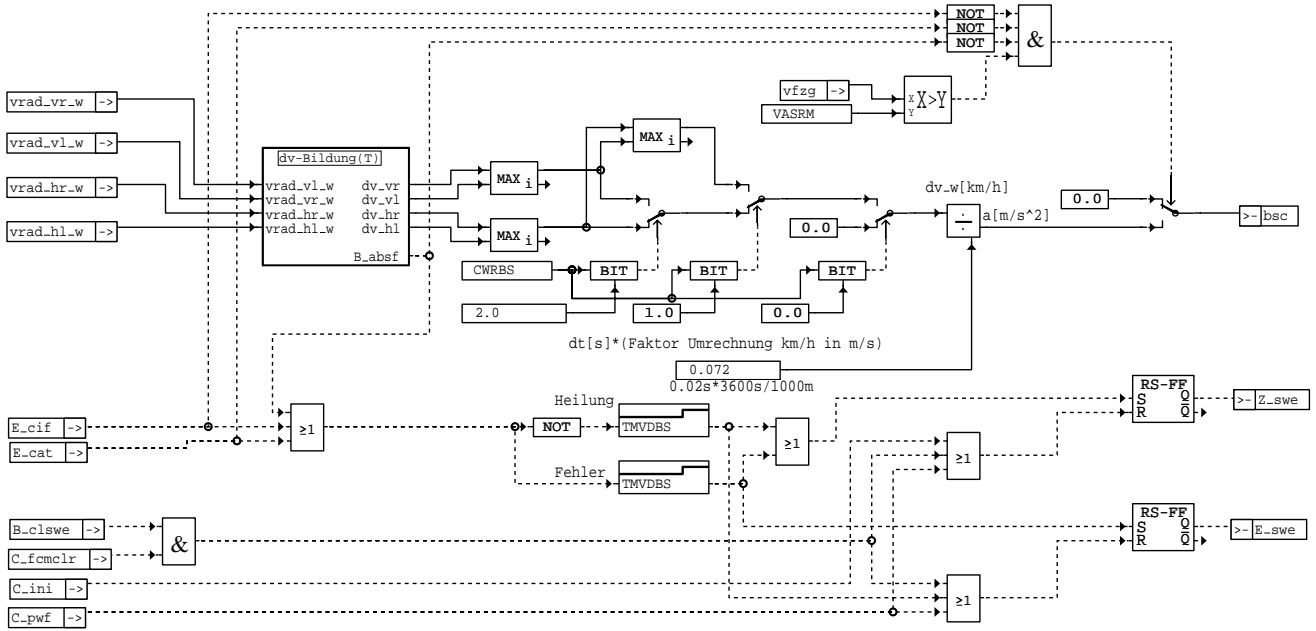 NOT
NOT
NOT
&
vfzg ->
VASRM
X
Y
X>Y
vrad_vr_w ->
vrad_vl_w ->
vrad_hr_w ->
vrad_hl_w ->
dv-Bildung(T)
vrad_vl_w dv_vr
vrad_vr_w dv_vl
vrad_hr_w dv_hr
vrad_hl_w dv_hl
B_absf
MAX i
MAX i
MAX i
dv_w[km/h]
÷
a[m/s^2]
0.0
0.0
>- bsc
CWRBS
BIT
BIT
BIT
2.0
1.0
0.0
dt[s]*(Faktor Umrechnung km/h in m/s)
0.072
0.02s*3600s/1000m
E_cif ->
E_cat ->
≥1
Heilung
NOT
TMVDBS
Fehler
TMVDBS
≥1
≥1
RS-FF
S Q
R Q
>- Z_swe
B_clswe ->
C_fcmclr ->
&
C_ini ->
C_pwf ->
≥1
RS-FF
S Q
R Q
>- E_swe